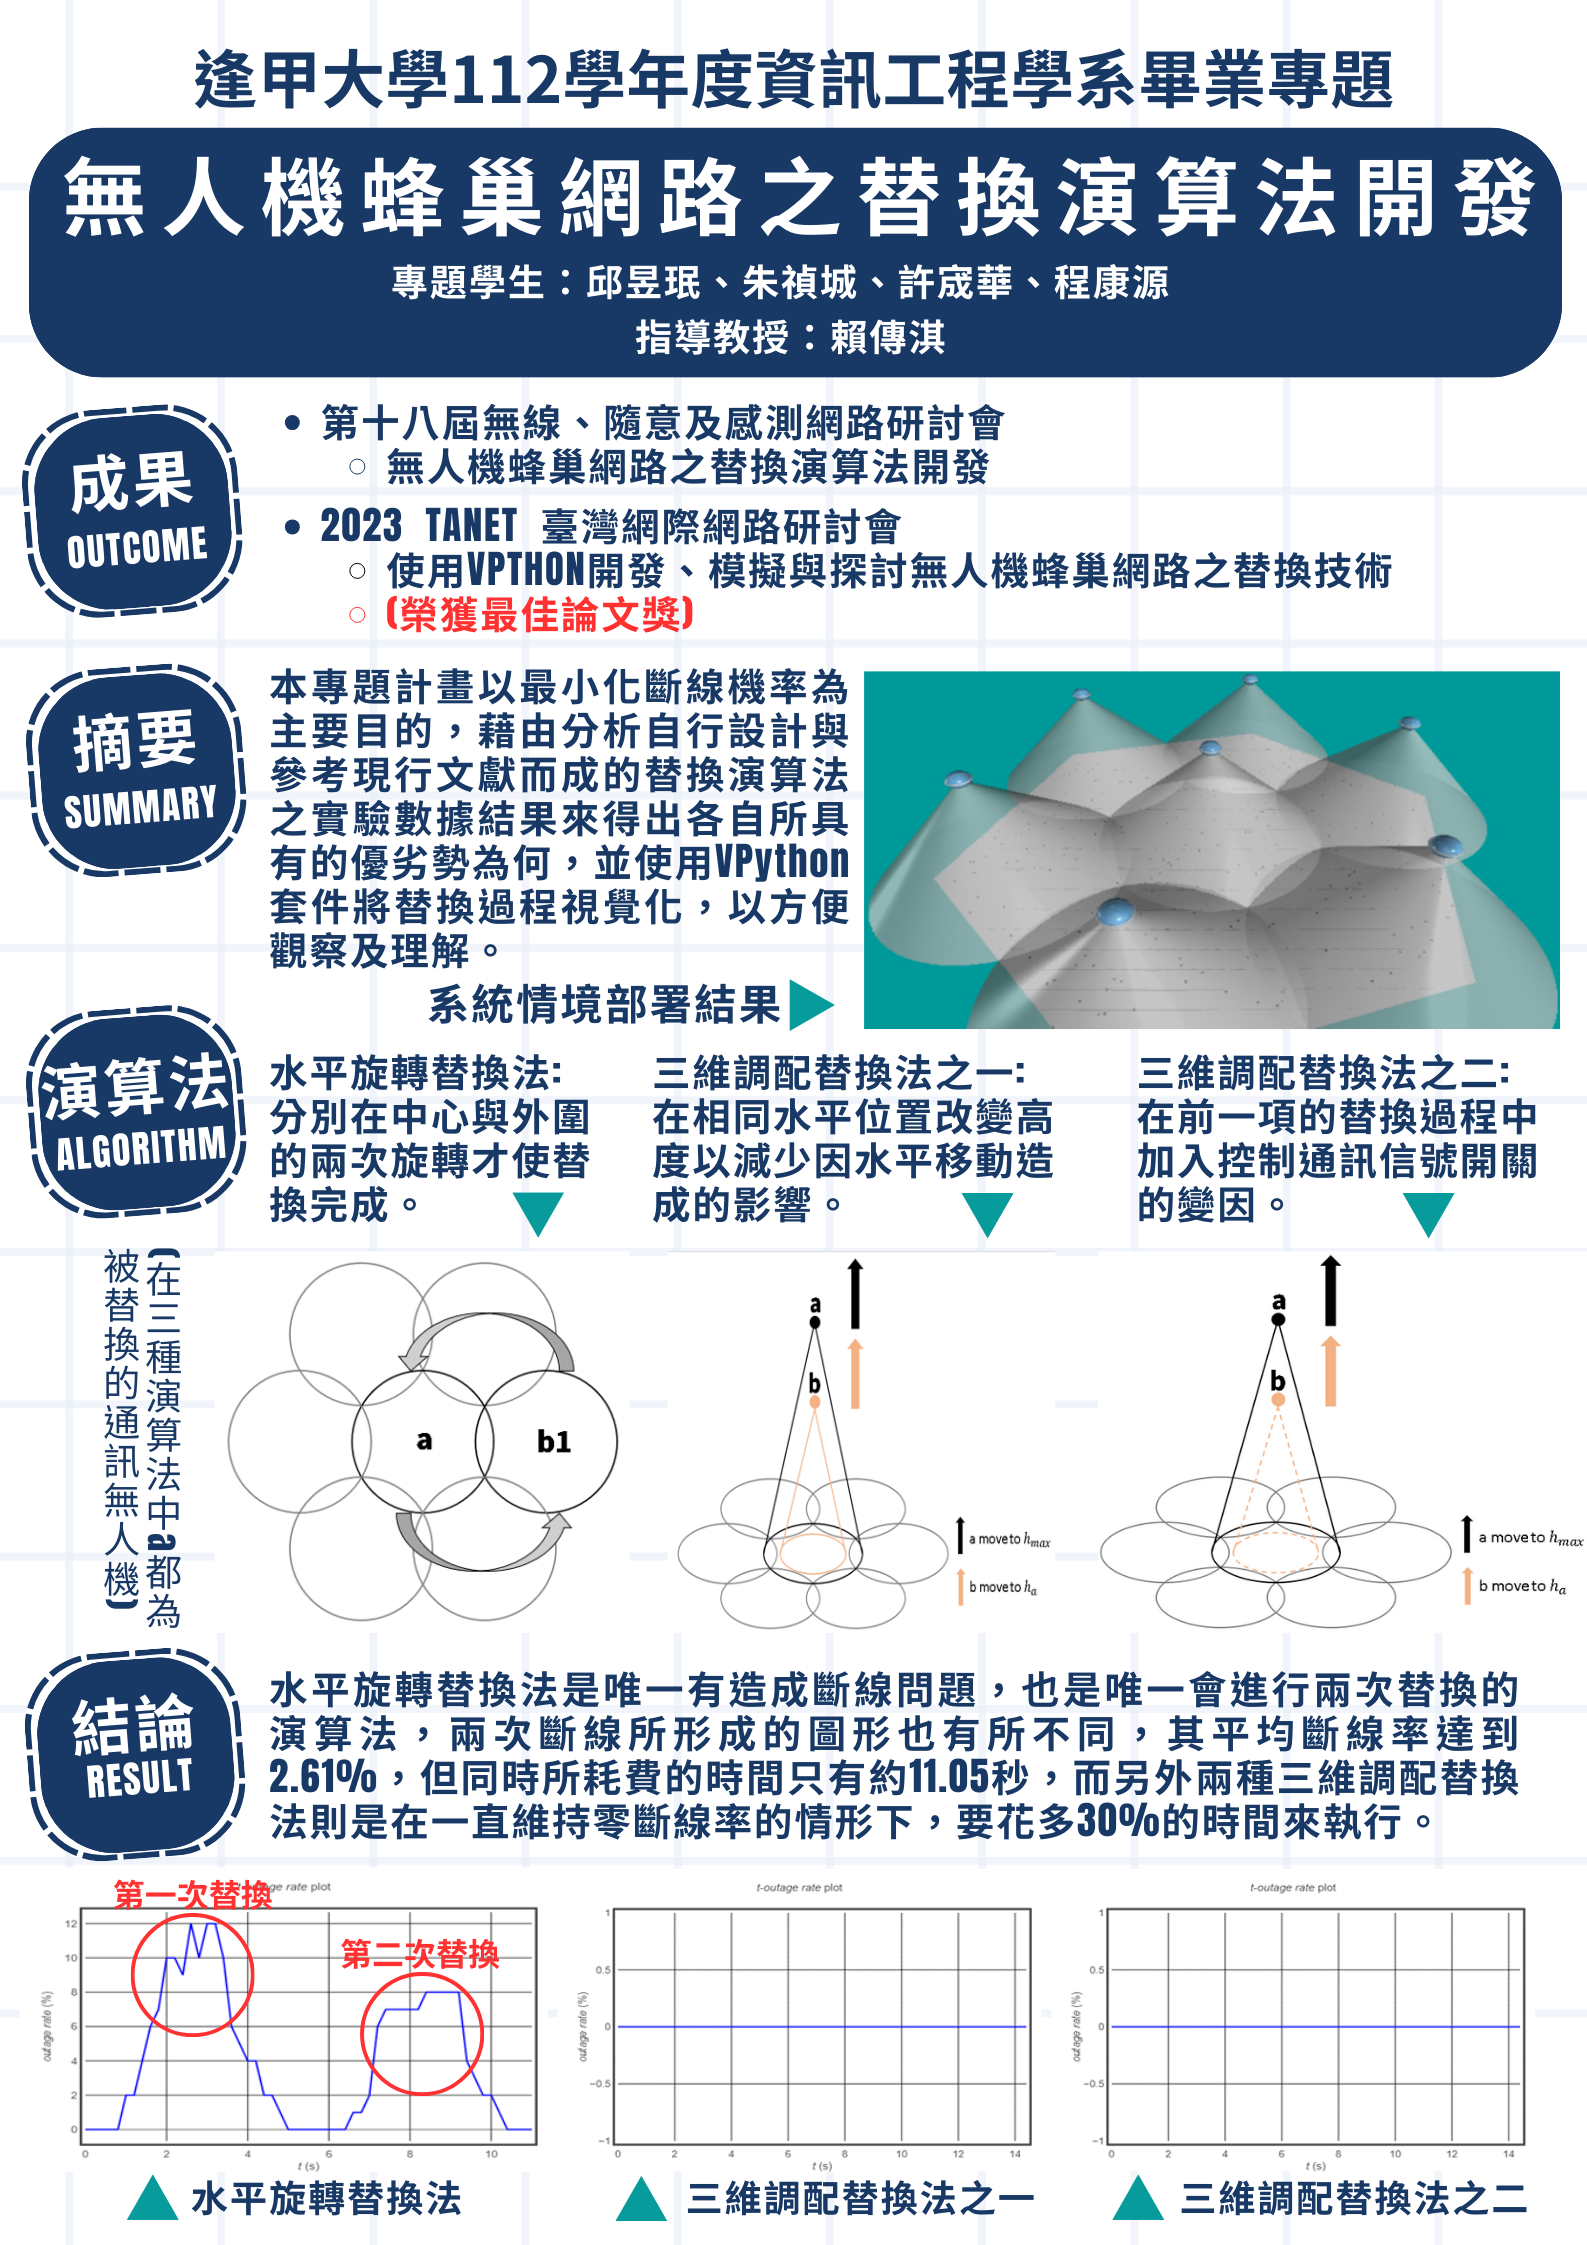 逢甲大學112學年度資訊工程學系畢業專題
無人機蜂巢網路之替換演算法開發
專題學生：邱昱珉、朱禎城、許宬華、程康源
指導教授：賴傳淇
成果
OUTCOME
第十八屆無線、隨意及感測網路研討會
無人機蜂巢網路之替換演算法開發
2023 TANET 臺灣網際網路研討會
使用VPTHON開發、模擬與探討無人機蜂巢網路之替換技術
(榮獲最佳論文獎)
摘要
SUMMARY
本專題計畫以最小化斷線機率為
主要目的，藉由分析自行設計與
參考現行文獻而成的替換演算法
之實驗數據結果來得出各自所具
有的優劣勢為何，並使用VPython
套件將替換過程視覺化，以方便
觀察及理解。
系統情境部署結果
演算法
ALGORITHM
水平旋轉替換法:
分別在中心與外圍
的兩次旋轉才使替
換完成。
三維調配替換法之一:
在相同水平位置改變高
度以減少因水平移動造
成的影響。
三維調配替換法之二:
在前一項的替換過程中
加入控制通訊信號開關
的變因。
(在三種演算法中a都為
被替換的通訊無人機)
a
b1
a
b
a move to hmax
b move to ha
a
b
a move to hmax
b move to ha
結論
RESULT
水平旋轉替換法是唯一有造成斷線問題，也是唯一會進行兩次替換的
演算法，兩次斷線所形成的圖形也有所不同，其平均斷線率達到
2.61%，但同時所耗費的時間只有約11.05秒，而另外兩種三維調配替換
法則是在一直維持零斷線率的情形下，要花多30%的時間來執行。
第一次替換
ge rate plot
第二次替換
outage rate (%)
12
10
8
6
4
2
0
0 2 4 6 8 10
t (s)
水平旋轉替換法
t-outage rate plot
outage rate (%)
1
0.5
0
−0.5
−1
0 2 4 6 8 10 12 14
t (s)
三維調配替換法之一
t-outage rate plot
outage rate (%)
1
0.5
0
−0.5
−1
0 2 4 6 8 10 12 14
t (s)
三維調配替換法之二